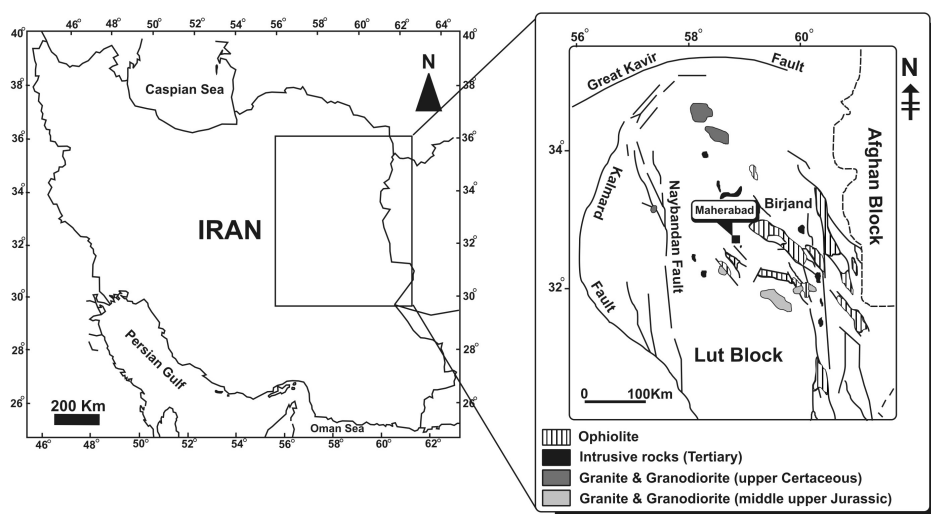 46° 48° 50° 52° 54° 56° 58° 60° 62° 64°
40° 40°
38° 38°
36° 36°
34° 34°
32° 32°
30° 30°
28° 28°
26° 26°
46° 48° 50° 52° 54° 56° 58° 60° 62°
Caspian Sea
N
IRAN
Persian Gulf
Oman Sea
200 Km
56° 58° 60°
34°
32°
Great Kavir Fault
N
Afghan Block
Kalmard Fault
Naybandan Fault
Maherabad
Birjand
Lut Block
0 100Km
Ophiolite
Intrusive rocks (Tertiary)
Granite & Granodiorite (upper Certaceous)
Granite & Granodiorite (middle upper Jurassic)